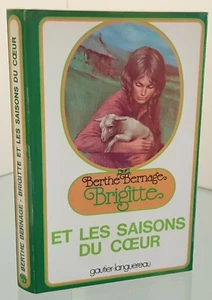 BERTHE BERNAGE - BRIGITTE ET LES SAISONS DU CŒUR
Berthe Bernage
Brigitte
ET LES SAISONS
DU CŒUR
gautier-languereau